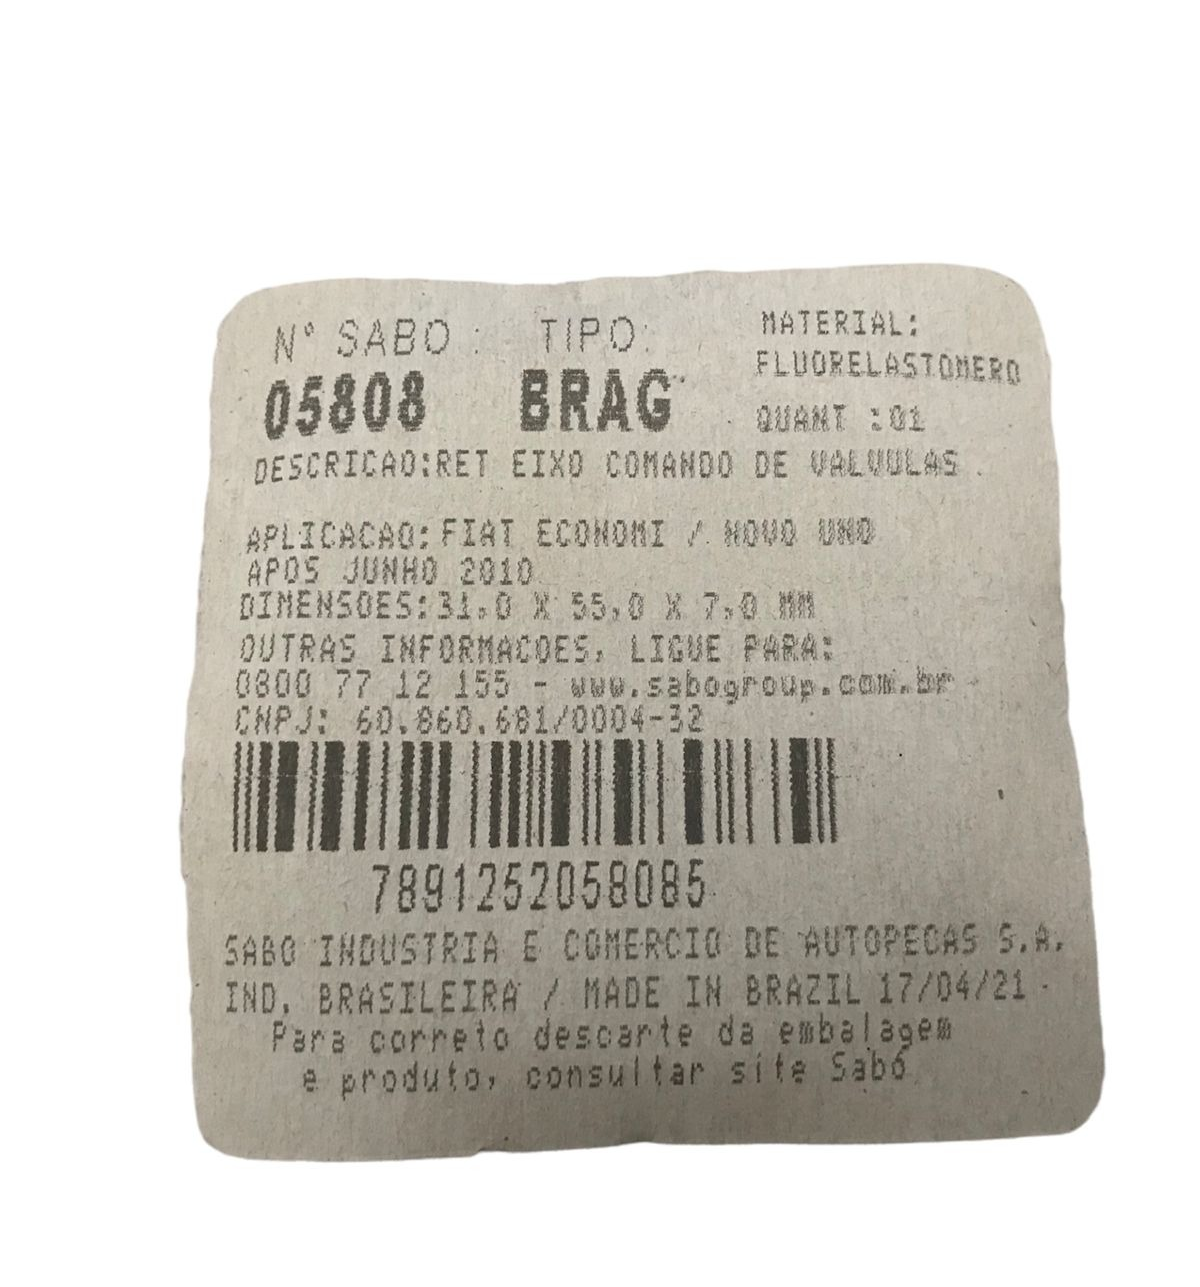 Nº SABO : TIPO: MATERIAL:
05808 BRAG FLUORELASTOMERO
QUANT :01
DESCRICAO:RET EIXO COMANDO DE VALVULAS
APLICACAO:FIAT ECONOMI / NOVO UNO
APOS JUNHO 2010
DIMENSOES:31,0 X 55,0 X 7,0 MM
OUTRAS INFORMACOES, LIGUE PARA:
0800 77 12 155 - www.sabogroup.com.br
CNPJ: 60.860.681/0004-32
7891252058085
SABO INDUSTRIA E COMERCIO DE AUTOPECAS S.A.
IND. BRASILEIRA / MADE IN BRAZIL 17/04/21
Para correto descarte da embalagem
e produto, consultar site Sabó